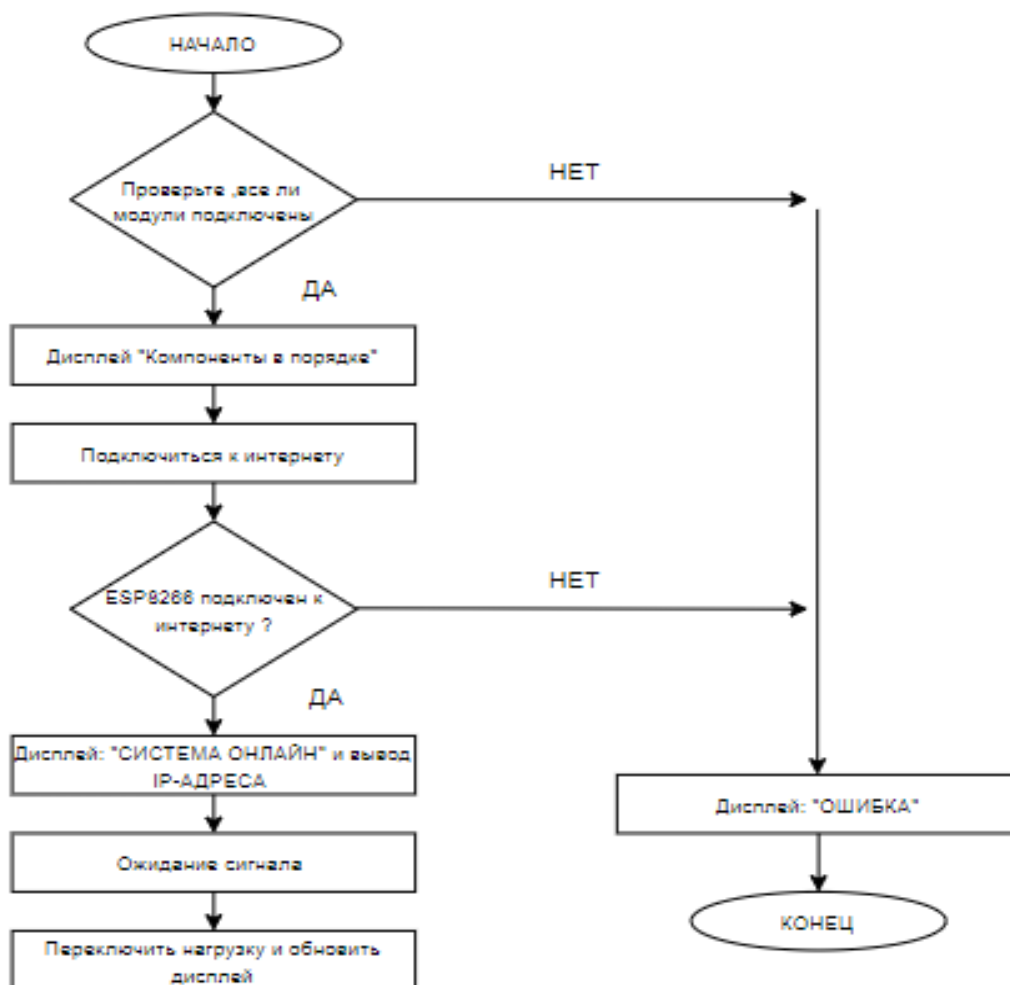 НАЧАЛО
Проверьте ,все ли
модули подключены
НЕТ
ДА
Дисплей "Компоненты в порядке"
Подключиться к интернету
ESP8266 подключен к
интернету ?
НЕТ
ДА
Дисплей: "СИСТЕМА ОНЛАЙН" и вывод
IP-АДРЕСА
Дисплей: "ОШИБКА"
Ожидание сигнала
КОНЕЦ
Переключить нагрузку и обновить
дисплей